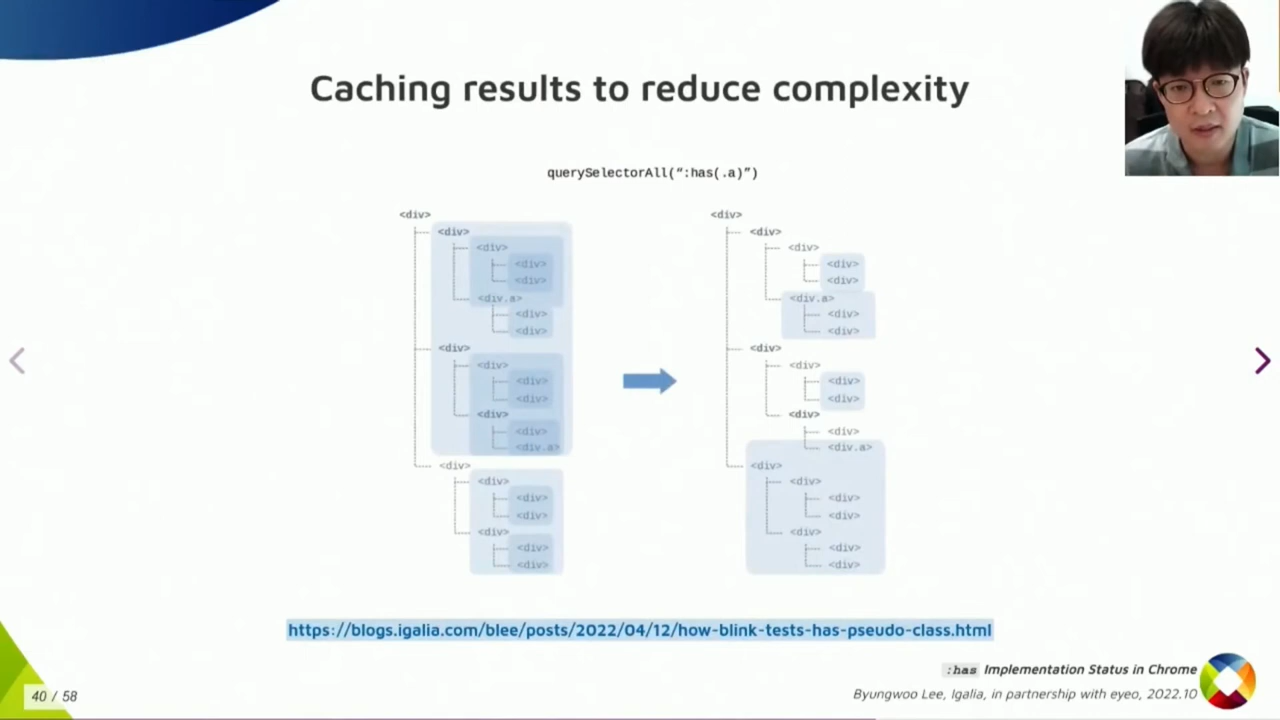 Caching results to reduce complexity
querySelectorAll(“:has(.a)”)
<div>
<div>
<div>
<div>
<div>
<div.a>
<div>
<div>
<div>
<div>
<div>
<div>
<div>
<div>
<div.a>
<div>
<div>
<div>
<div>
<div>
<div>
<div>
<div>
<div>
<div>
<div>
<div>
<div.a>
<div>
<div>
<div>
<div>
<div>
<div>
<div>
<div>
<div.a>
<div>
<div>
<div>
<div>
<div>
<div>
<div>
https://blogs.igalia.com/blee/posts/2022/04/12/how-blink-tests-has-pseudo-class.html
:has Implementation Status in Chrome
Byungwoo Lee, Igalia, in partnership with eyeo, 2022.10
40 / 58